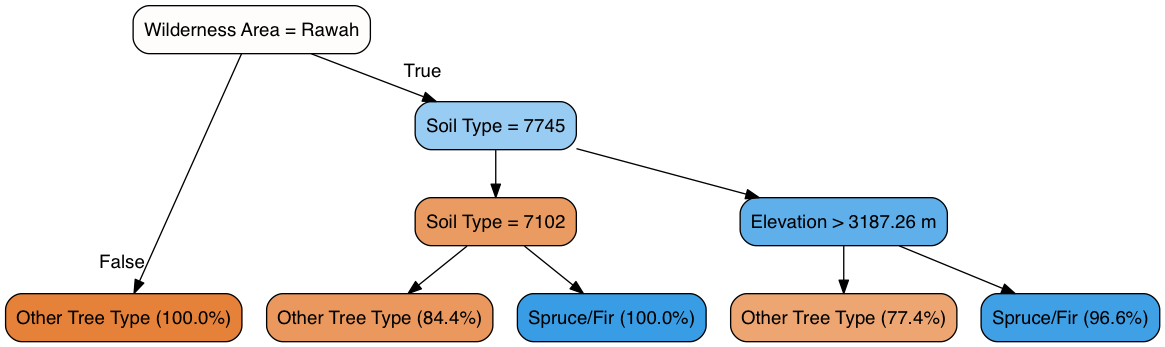 Wilderness Area = Rawah
True
Soil Type = 7745
Soil Type = 7102
Elevation > 3187.26 m
False
Other Tree Type (100.0%)
Other Tree Type (84.4%)
Spruce/Fir (100.0%)
Other Tree Type (77.4%)
Spruce/Fir (96.6%)